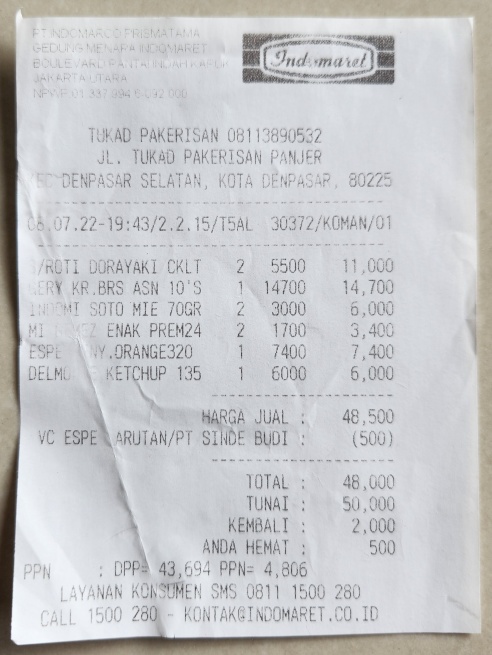 PT INDOMARCO PRISMATAMA
GEDUNG MENARA INDOMARET
BOULEVARD PANTAI INDAH KAPUK
JAKARTA UTARA
NPWP 01.337.994.6-092.000
Indomaret
TUKAD PAKERISAN 08113890532
JL. TUKAD PAKERISAN PANJER
KEC DENPASAR SELATAN, KOTA DENPASAR, 80225
.07.22-19:43/2.2.15/T5AL 30372/KOMAN/01
/ROTI DORAYAKI CKLT 2 5500 11,000
GERY KR.BRS ASN 10'S 1 14700 14,700
INDOMI SOTO MIE 70GR 2 3000 6,000
MI ENAK PREM24 2 1700 3,400
ESPE NY.ORANGE320 1 7400 7,400
DELMO KETCHUP 135 1 6000 6,000
HARGA JUAL : 48,500
VC ESPE ARUTAN/PT SINDE BUDI : (500)
TOTAL : 48,000
TUNAI : 50,000
KEMBALI : 2,000
ANDA HEMAT : 500
PPN : DPP= 43,694 PPN= 4,806
LAYANAN KONSUMEN SMS 0811 1500 280
CALL 1500 280 - KONTAK@INDOMARET.CO.ID